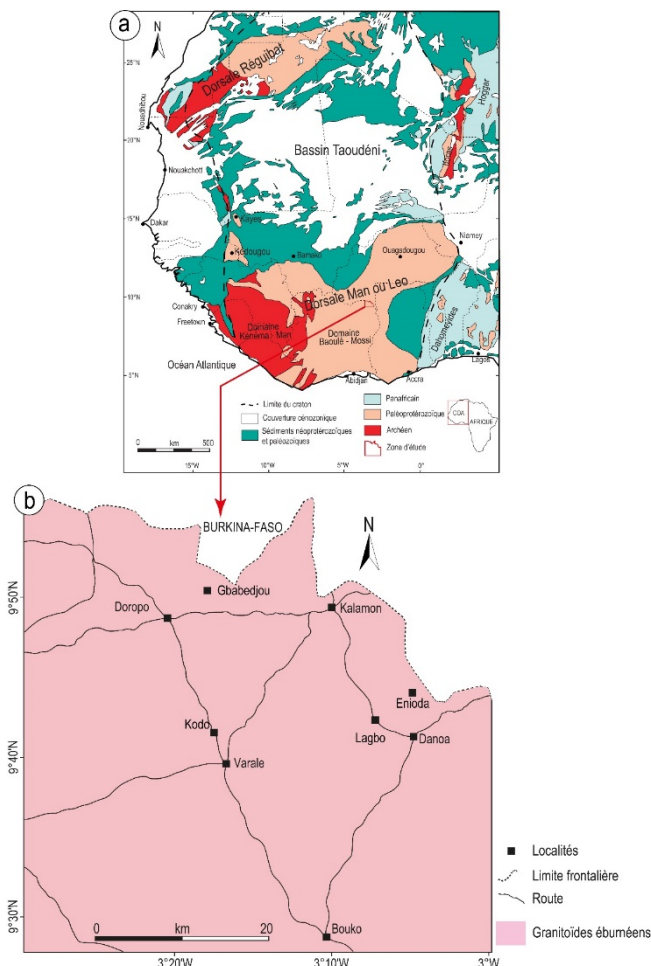 a
N
25°N
20°N
15°N
10°N
5°N
Dorsale Réguibat
Hoggar
Nouadhibou
Bassin Taoudéni
Nouakchott
Dakar
Kayes
Kédougou
Bamako
Ouagadougou
Niamey
Dorsale Man ou Leo
Conakry
Freetown
Domaine
Kénema - Man
Domaine
Baoulé - Mossi
Dahomeyides
Lagos
Océan Atlantique
Abidjan
Accra
Limite du craton
Couverture cénozonique
Sédiments néoprotérozoïques
et paléozoïques
Panafricain
Paléoprotérozoïque
Archéen
Zone d'étude
COA
AFRIQUE
0 km 500
15°W
10°W
5°W
0°
b
BURKINA-FASO
N
9°50'N
9°40'N
9°30'N
Gbabedjou
Doropo
Kalamon
Enioda
Kodo
Lagbo
Danoa
Varale
Bouko
0 km 20
3°20'W
3°10'W
3°W
Localités
Limite frontalière
Route
Granitoïdes éburnéens